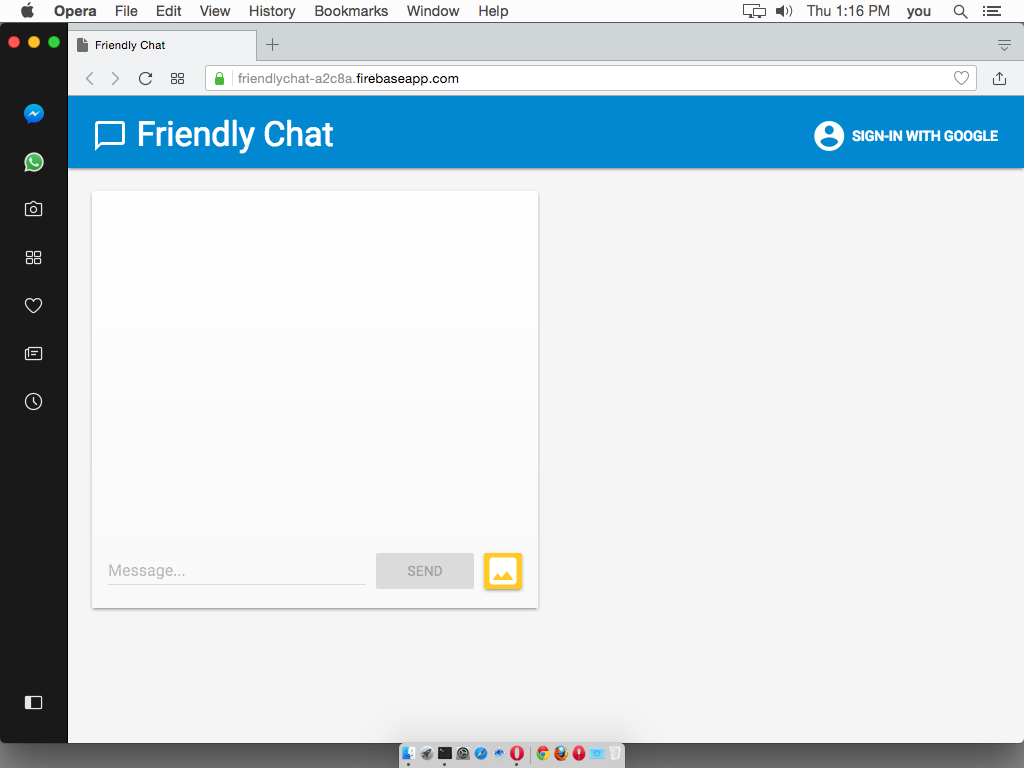 Opera File Edit View History Bookmarks Window Help Thu 1:16 PM you
Friendly Chat
friendlychat-a2c8a.firebaseapp.com
Friendly Chat
SIGN-IN WITH GOOGLE
Message... SEND